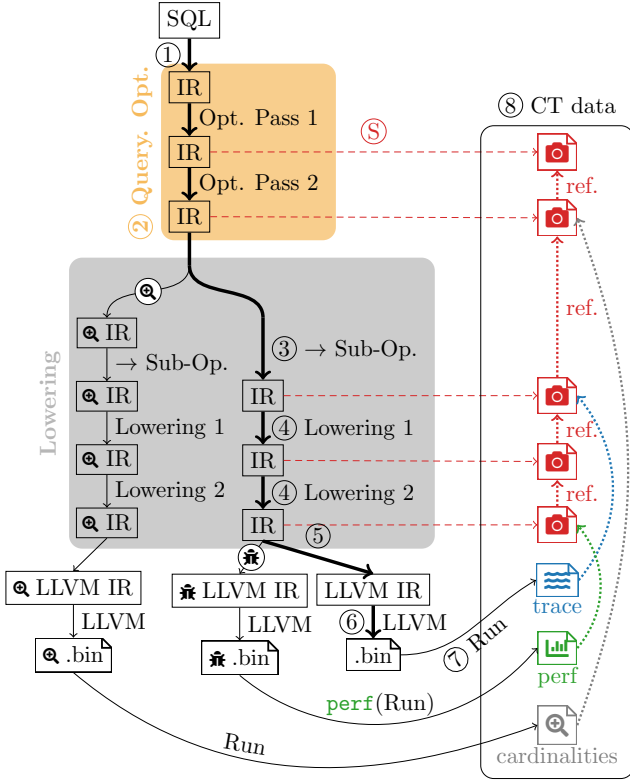 SQL
①
IR
Opt. Pass 1
Ⓢ
IR
Opt. Pass 2
IR
② Query. Opt.
⑧ CT data
ref.
ref.
ref.
ref.
Lowering
IR
→ Sub-Op.
IR
Lowering 1
IR
Lowering 2
IR
③ → Sub-Op.
IR
④ Lowering 1
IR
④ Lowering 2
IR
⑤
LLVM IR
LLVM
.bin
LLVM IR
LLVM
.bin
LLVM IR
⑥ LLVM
.bin
⑦ Run
perf(Run)
Run
trace
perf
cardinalities